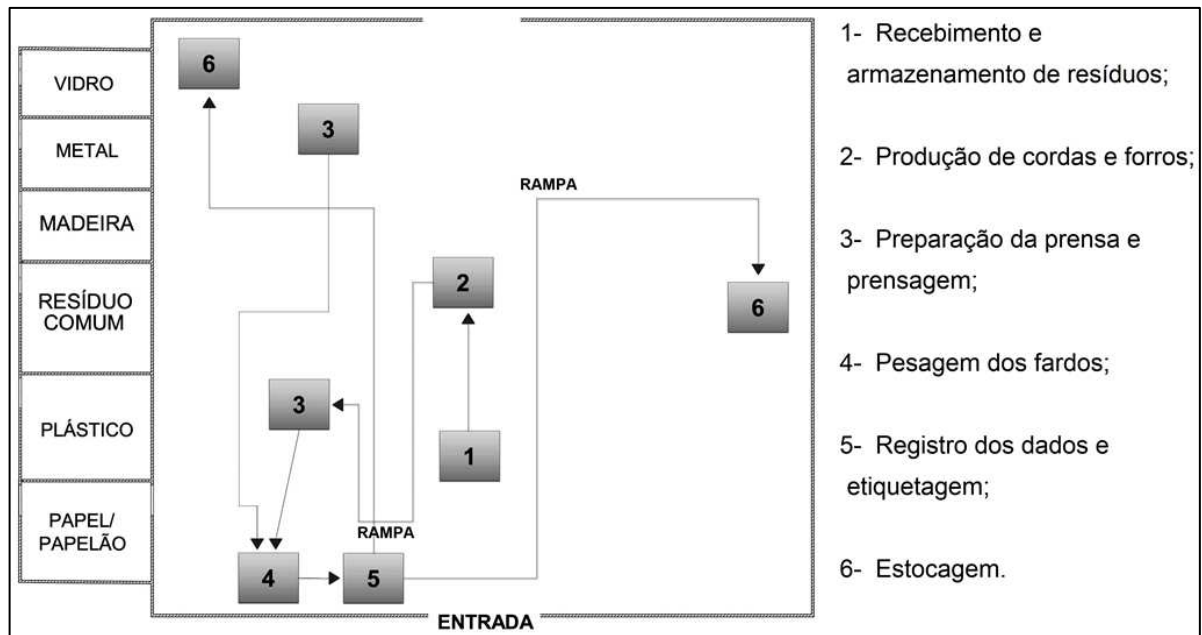 VIDRO
METAL
MADEIRA
RESÍDUO
COMUM
PLÁSTICO
PAPEL/
PAPELÃO
6
3
RAMPA
2
6
3
1
RAMPA
4
5
ENTRADA
1- Recebimento e
armazenamento de resíduos;
2- Produção de cordas e forros;
3- Preparação da prensa e
prensagem;
4- Pesagem dos fardos;
5- Registro dos dados e
etiquetagem;
6- Estocagem.